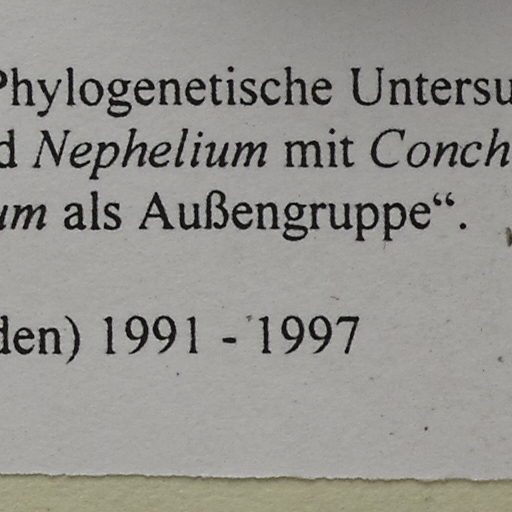 Phylogenetische Untersu
d Nephelium mit Conch
um als Außengruppe“.
den) 1991 - 1997